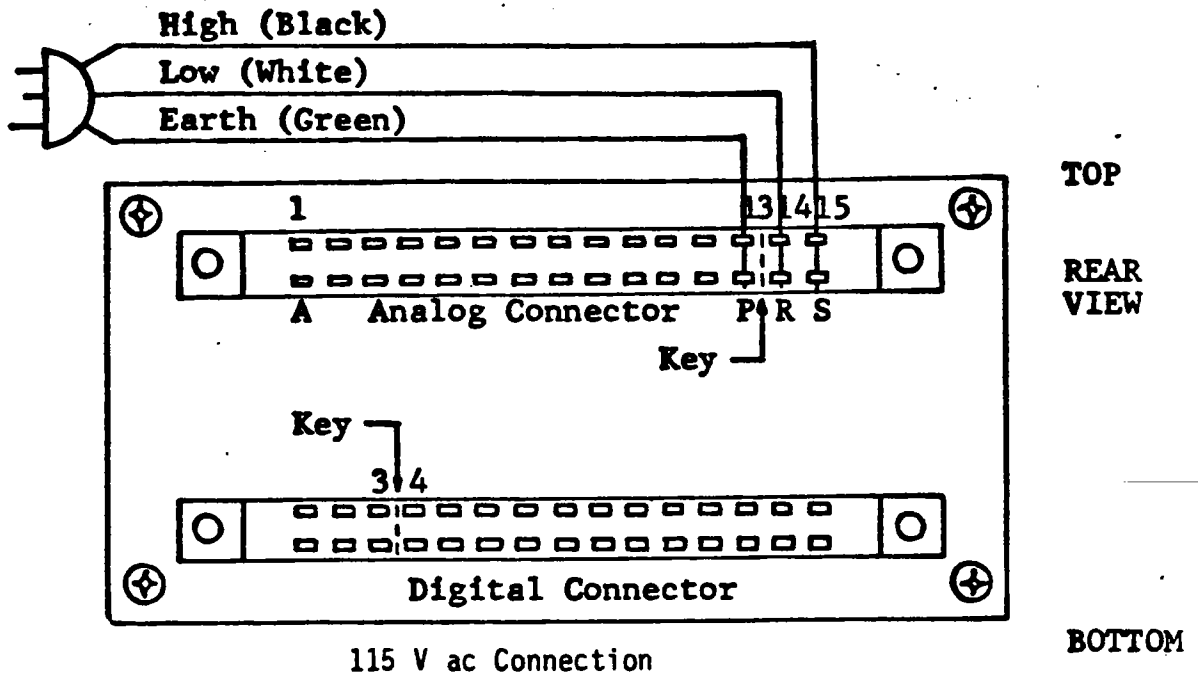 High (Black)
Low (White)
Earth (Green)
TOP
1 13 14 15
REAR
VIEW
A Analog Connector P R S
Key
Key
3 4
Digital Connector
BOTTOM
115 V ac Connection